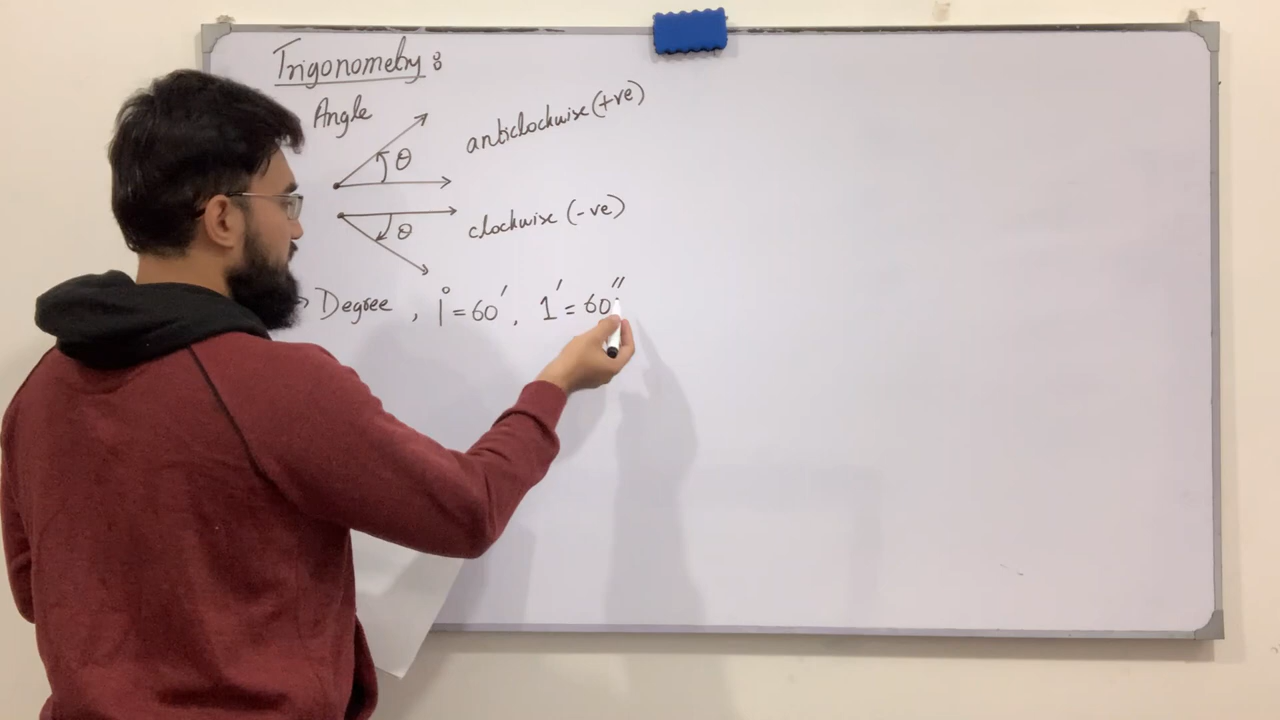 Trigonometry :
Angle
θ
anticlockwise (+ve)
θ
clockwise (-ve)
→ Degree , 1° = 60′ , 1′ = 60″